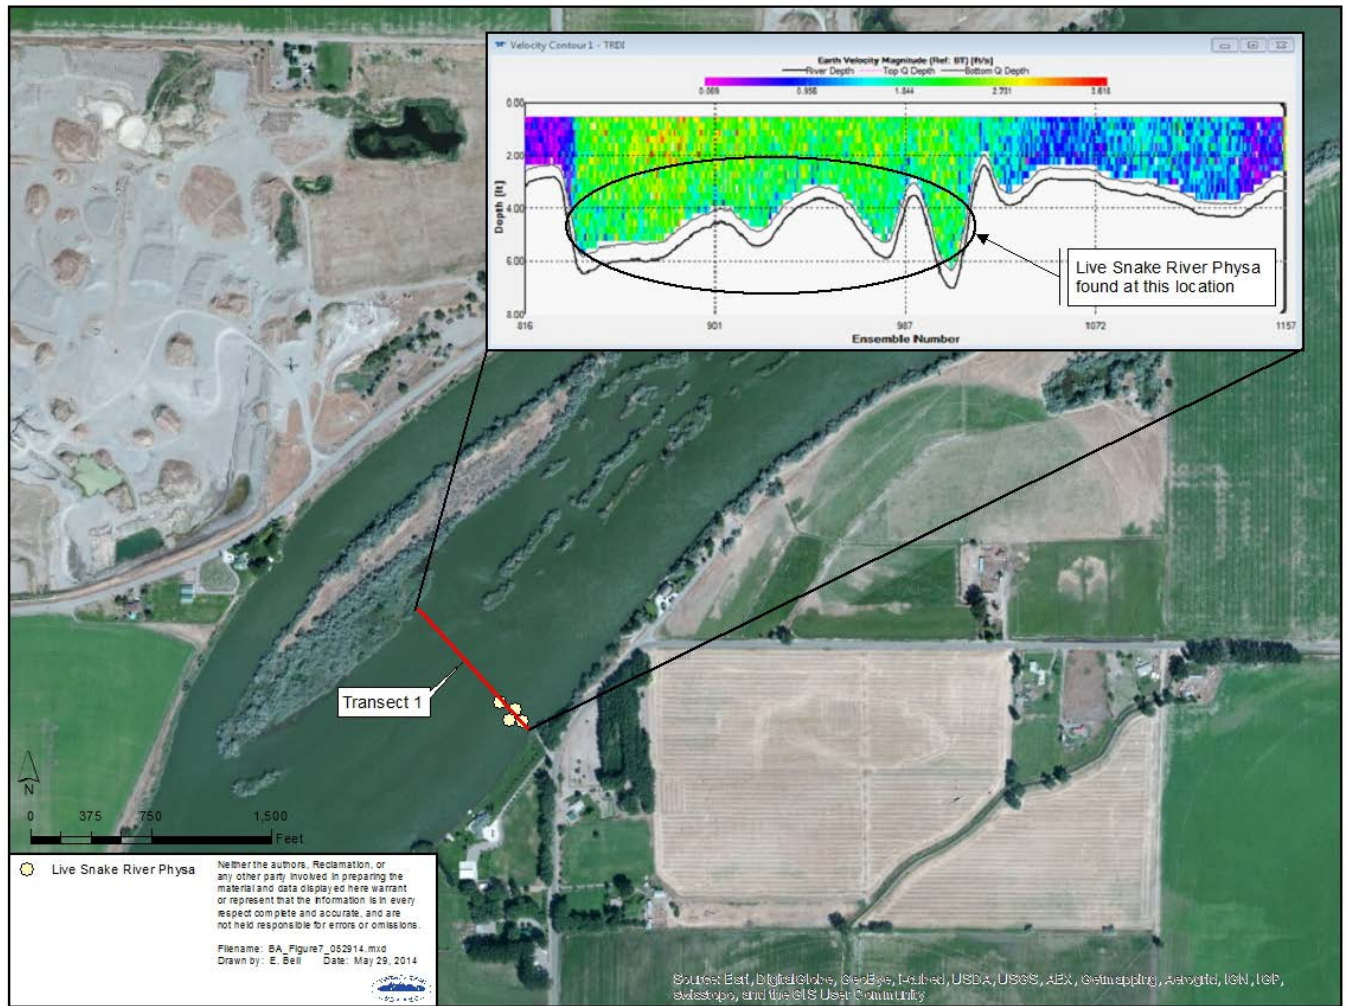 Velocity Contour 1 - TRDI
Earth Velocity Magnitude (Ref: BT) [ft/s]
River Depth Top Q Depth Bottom Q Depth
0.069 0.956 1.844 2.731 3.618
0.00
2.00
4.00
6.00
8.00
Depth [ft]
816 901 987 1072 1157
Ensemble Number
Live Snake River Physa
found at this location
Transect 1
N
0 375 750 1,500
Feet
Live Snake River Physa
Neither the authors, Reclamation, or
any other party involved in preparing the
material and data displayed here warrant
or represent that the information is in every
respect complete and accurate, and are
not held responsible for errors or omissions.
Filename: BA_Figure7_052914.mxd
Drawn by: E. Bell Date: May 29, 2014
Source: Esri, DigitalGlobe, GeoEye, i-cubed, USDA, USGS, AEX, Getmapping, Aerogrid, IGN, IGP,
swisstopo, and the GIS User Community